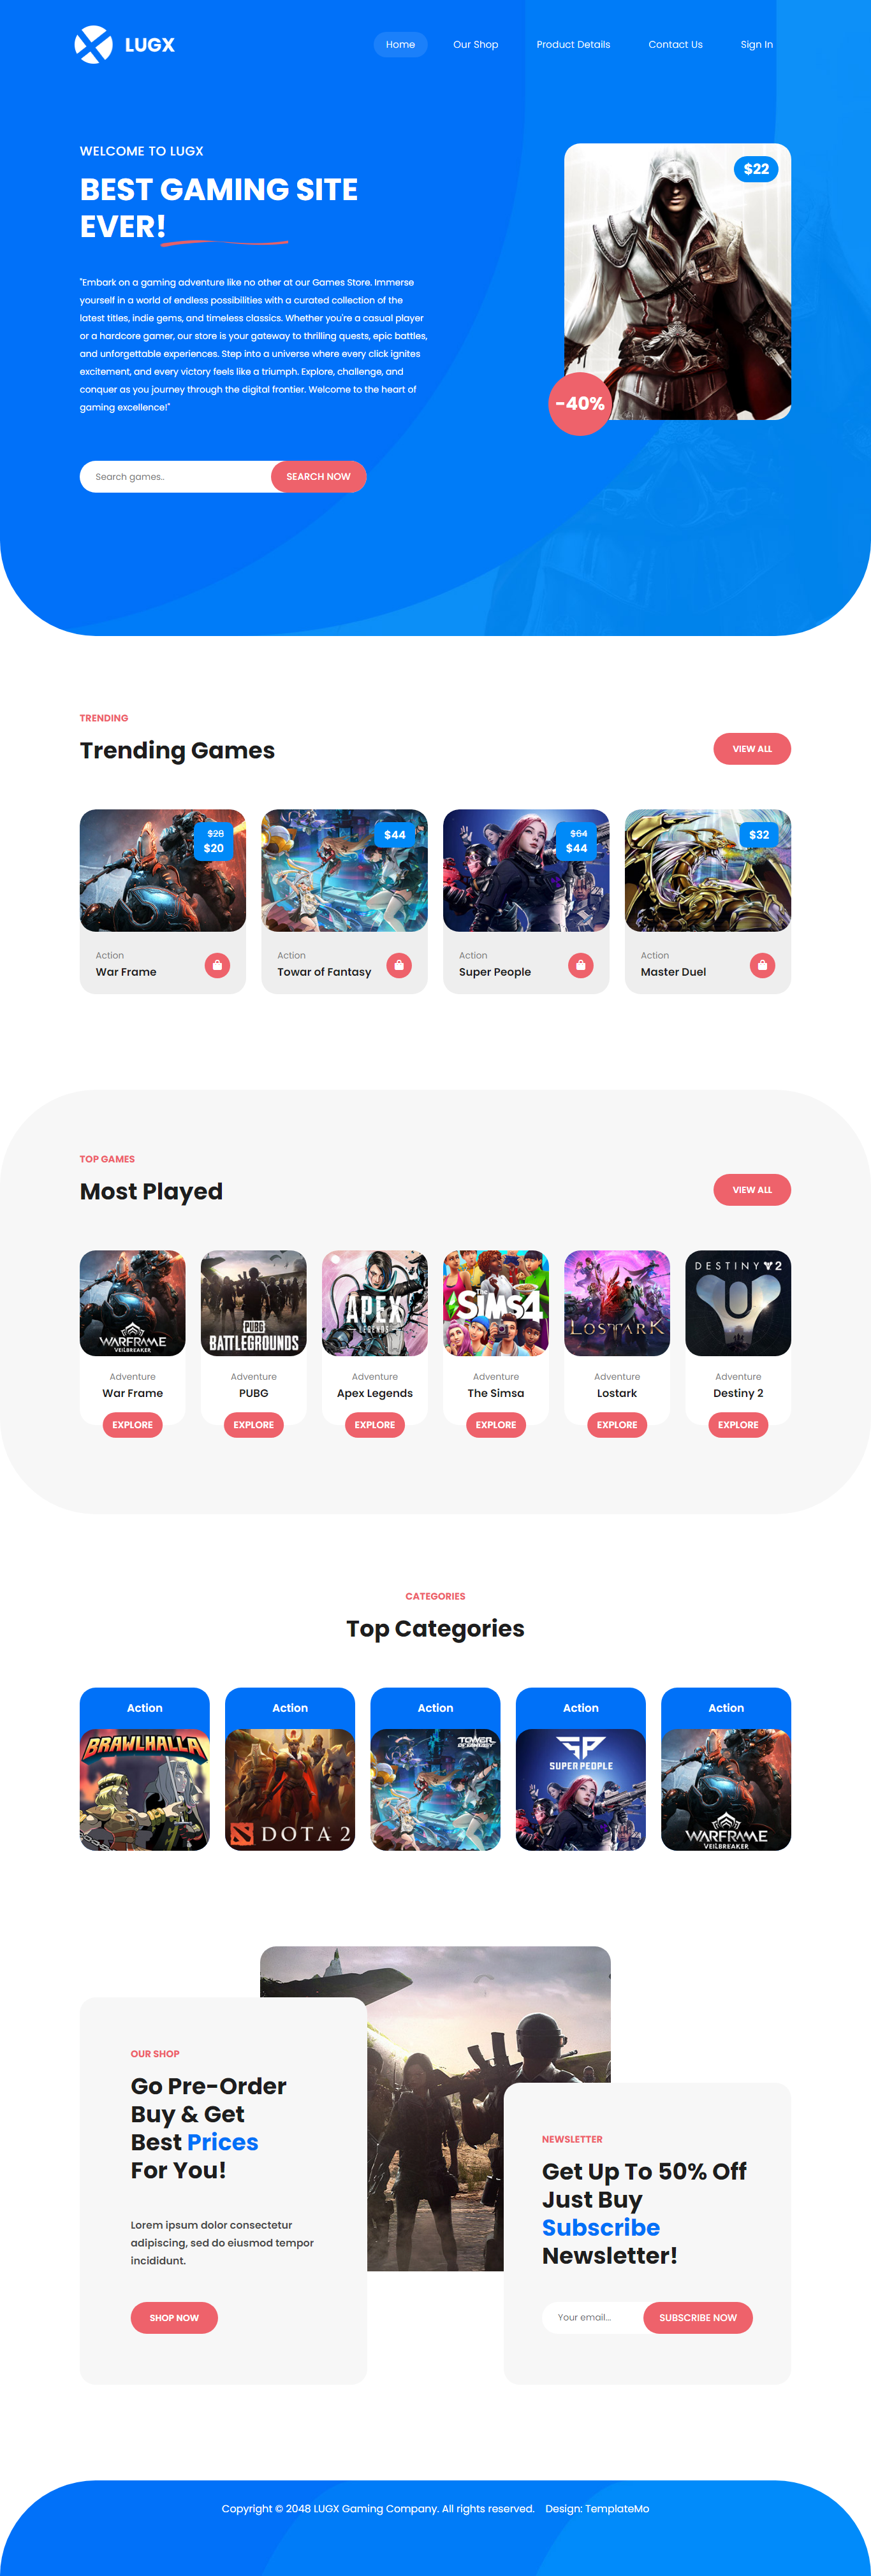 LUGX
Home
Our Shop
Product Details
Contact Us
Sign In
WELCOME TO LUGX
BEST GAMING SITE
EVER!
$22
-40%
"Embark on a gaming adventure like no other at our Games Store. Immerse
yourself in a world of endless possibilities with a curated collection of the
latest titles, indie gems, and timeless classics. Whether you're a casual player
or a hardcore gamer, our store is your gateway to thrilling quests, epic battles,
and unforgettable experiences. Step into a universe where every click ignites
excitement, and every victory feels like a triumph. Explore, challenge, and
conquer as you journey through the digital frontier. Welcome to the heart of
gaming excellence!"
Search games..
SEARCH NOW
TRENDING
Trending Games
VIEW ALL
$28
$20
$44
$64
$44
$32
Action
War Frame
Action
Towar of Fantasy
Action
Super People
Action
Master Duel
TOP GAMES
Most Played
VIEW ALL
WARFRAME
VEILBREAKER
PUBG
BATTLEGROUNDS
APEX
LEGENDS
THE
SIMS4
LOSTARK
DESTINY 2
Adventure
War Frame
EXPLORE
Adventure
PUBG
EXPLORE
Adventure
Apex Legends
EXPLORE
Adventure
The Simsa
EXPLORE
Adventure
Lostark
EXPLORE
Adventure
Destiny 2
EXPLORE
CATEGORIES
Top Categories
Action
Action
Action
Action
Action
BRAWLHALLA
DOTA 2
TOWER
OF FANTASY
SP
SUPER PEOPLE
WARFRAME
VEILBREAKER
OUR SHOP
Go Pre-Order
Buy & Get
Best Prices
For You!
Lorem ipsum dolor consectetur
adipiscing, sed do eiusmod tempor
incididunt.
SHOP NOW
NEWSLETTER
Get Up To 50% Off
Just Buy
Subscribe
Newsletter!
Your email...
SUBSCRIBE NOW
Copyright © 2048 LUGX Gaming Company. All rights reserved. Design: TemplateMo